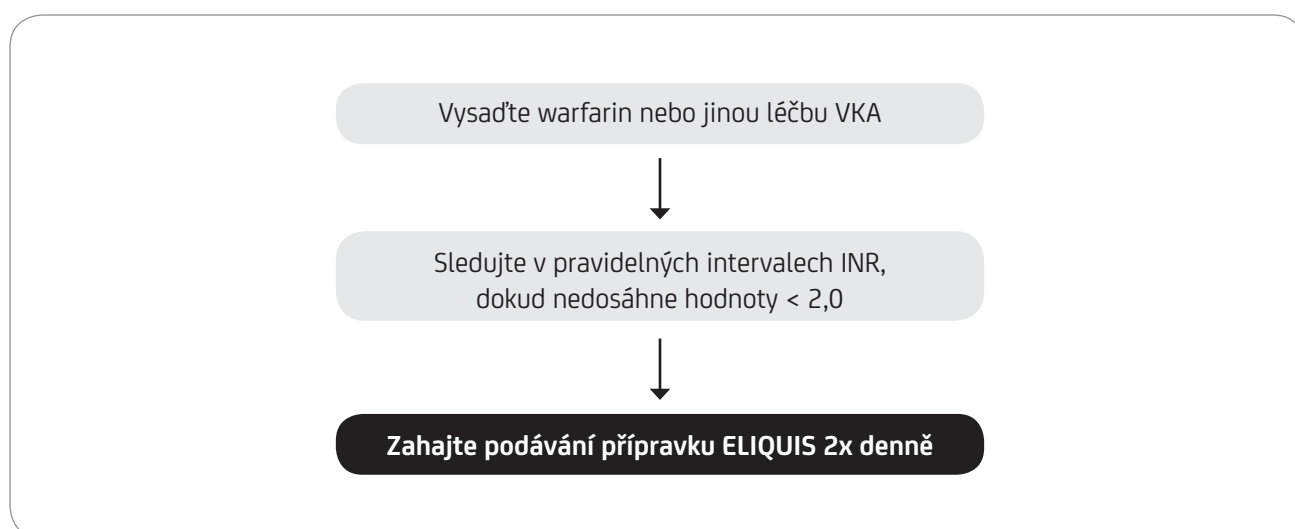 Vysaďte warfarin nebo jinou léčbu VKA
Sledujte v pravidelných intervalech INR,
dokud nedosáhne hodnoty < 2,0
Zahajte podávání přípravku ELIQUIS 2x denně